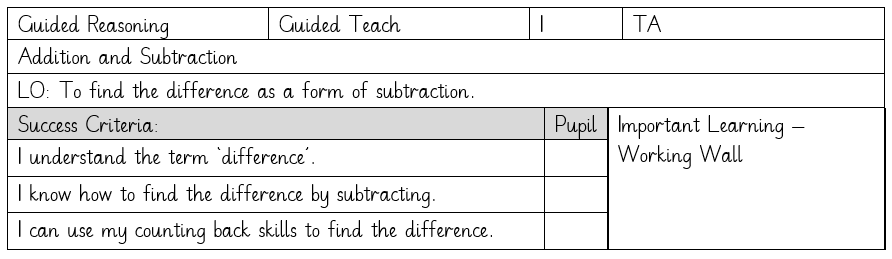 Guided Reasoning Guided Teach I TA
Addition and Subtraction
LO: To find the difference as a form of subtraction.
Success Criteria: Pupil Important Learning –
Working Wall
I understand the term ‘difference’.
I know how to find the difference by subtracting.
I can use my counting back skills to find the difference.